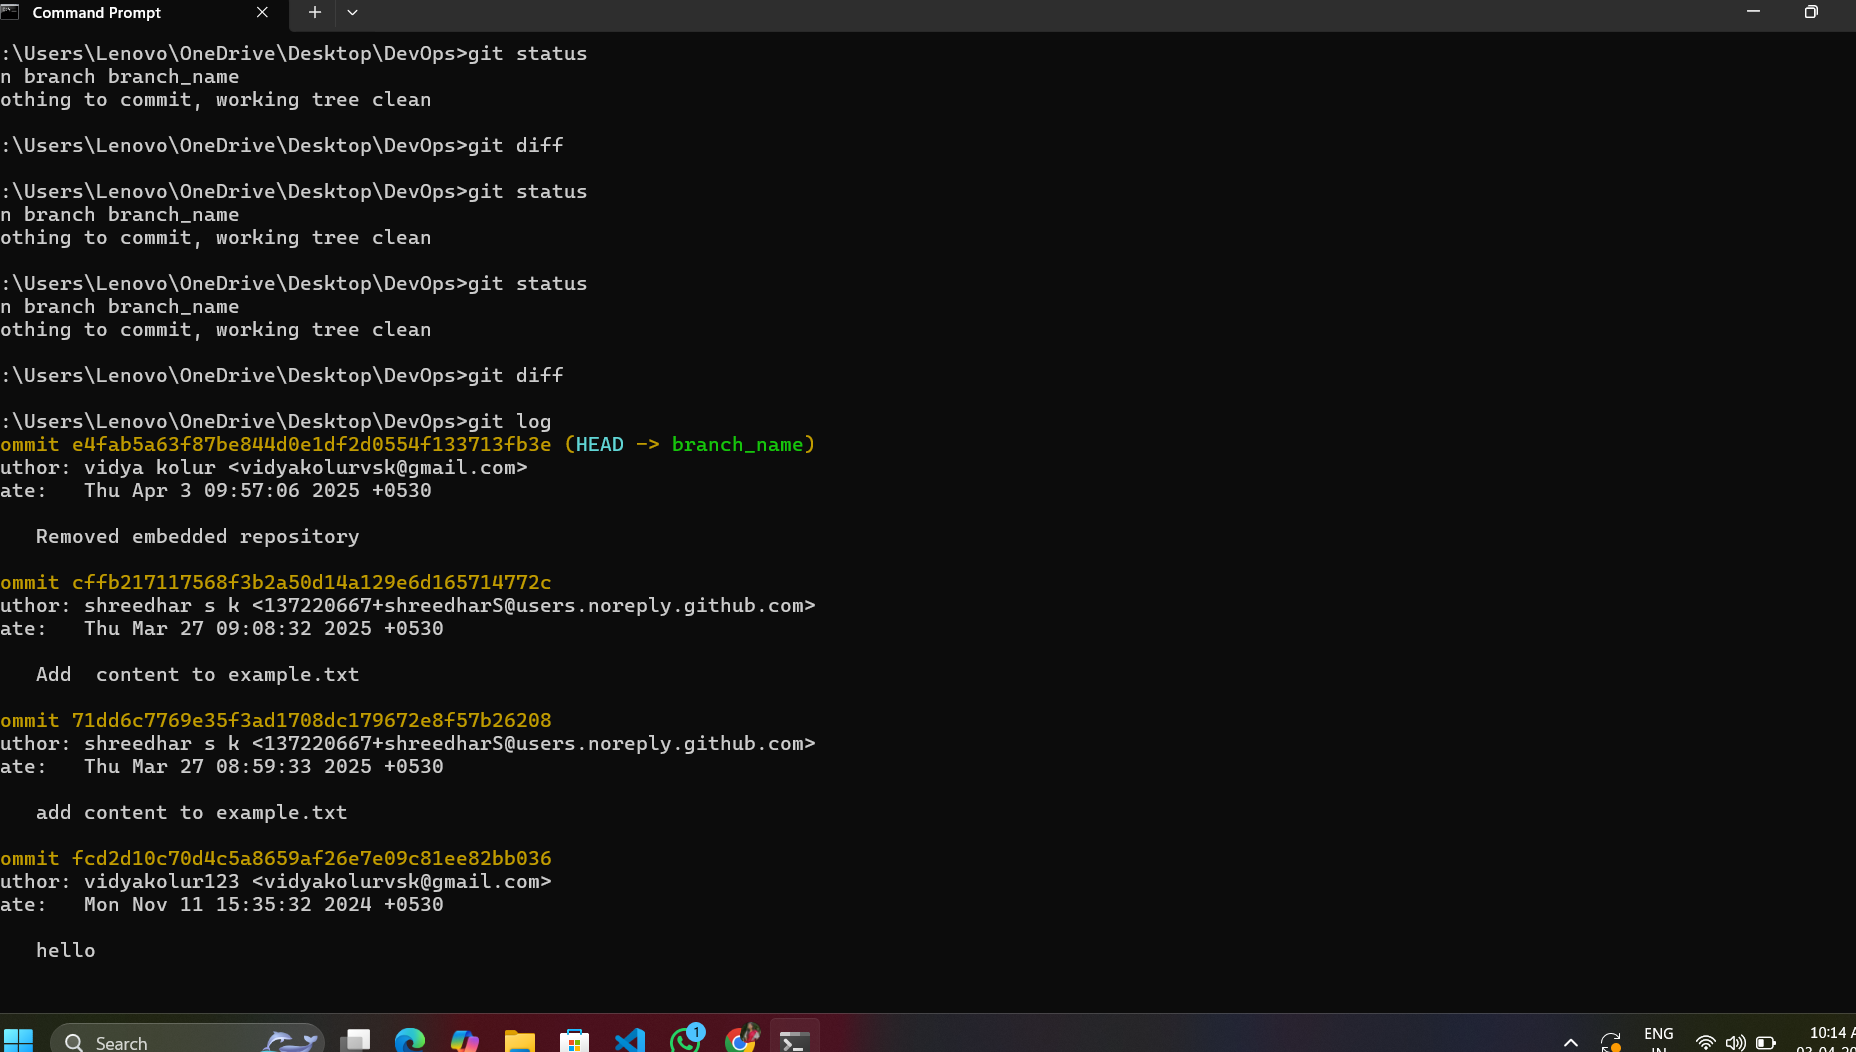 Command Prompt
:\Users\Lenovo\OneDrive\Desktop\DevOps>git status
n branch branch_name
othing to commit, working tree clean
:\Users\Lenovo\OneDrive\Desktop\DevOps>git diff
:\Users\Lenovo\OneDrive\Desktop\DevOps>git status
n branch branch_name
othing to commit, working tree clean
:\Users\Lenovo\OneDrive\Desktop\DevOps>git status
n branch branch_name
othing to commit, working tree clean
:\Users\Lenovo\OneDrive\Desktop\DevOps>git diff
:\Users\Lenovo\OneDrive\Desktop\DevOps>git log
ommit e4fab5a63f87be844d0e1df2d0554f133713fb3e (HEAD -> branch_name)
uthor: vidya kolur <vidyakolurvsk@gmail.com>
ate:   Thu Apr 3 09:57:06 2025 +0530
Removed embedded repository
ommit cffb217117568f3b2a50d14a129e6d165714772c
uthor: shreedhar s k <137220667+shreedharS@users.noreply.github.com>
ate:   Thu Mar 27 09:08:32 2025 +0530
Add  content to example.txt
ommit 71dd6c7769e35f3ad1708dc179672e8f57b26208
uthor: shreedhar s k <137220667+shreedharS@users.noreply.github.com>
ate:   Thu Mar 27 08:59:33 2025 +0530
add content to example.txt
ommit fcd2d10c70d4c5a8659af26e7e09c81ee82bb036
uthor: vidyakolur123 <vidyakolurvsk@gmail.com>
ate:   Mon Nov 11 15:35:32 2024 +0530
hello
Search
1
ENG
IN
10:14 A